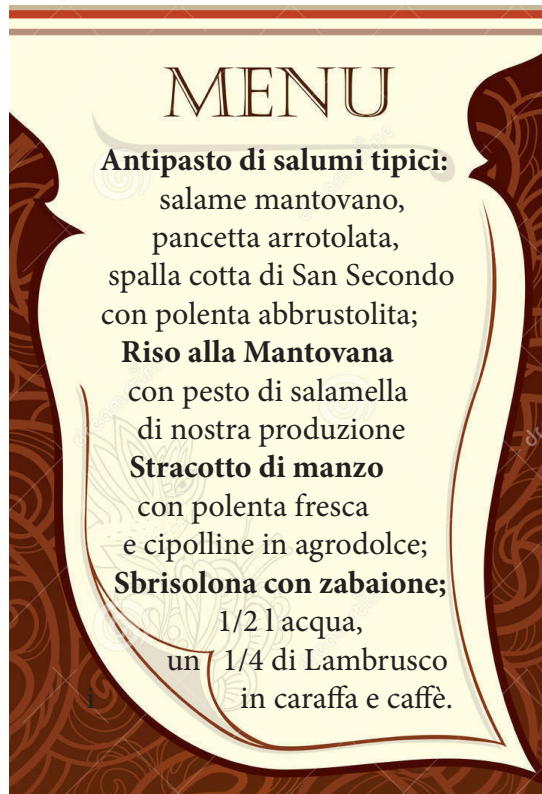 MENU
Antipasto di salumi tipici:
salame mantovano,
pancetta arrotolata,
spalla cotta di San Secondo
con polenta abbrustolita;
Riso alla Mantovana
con pesto di salamella
di nostra produzione
Stracotto di manzo
con polenta fresca
e cipolline in agrodolce;
Sbrisolona con zabaione;
1/2 l acqua,
un 1/4 di Lambrusco
i in caraffa e caffè.